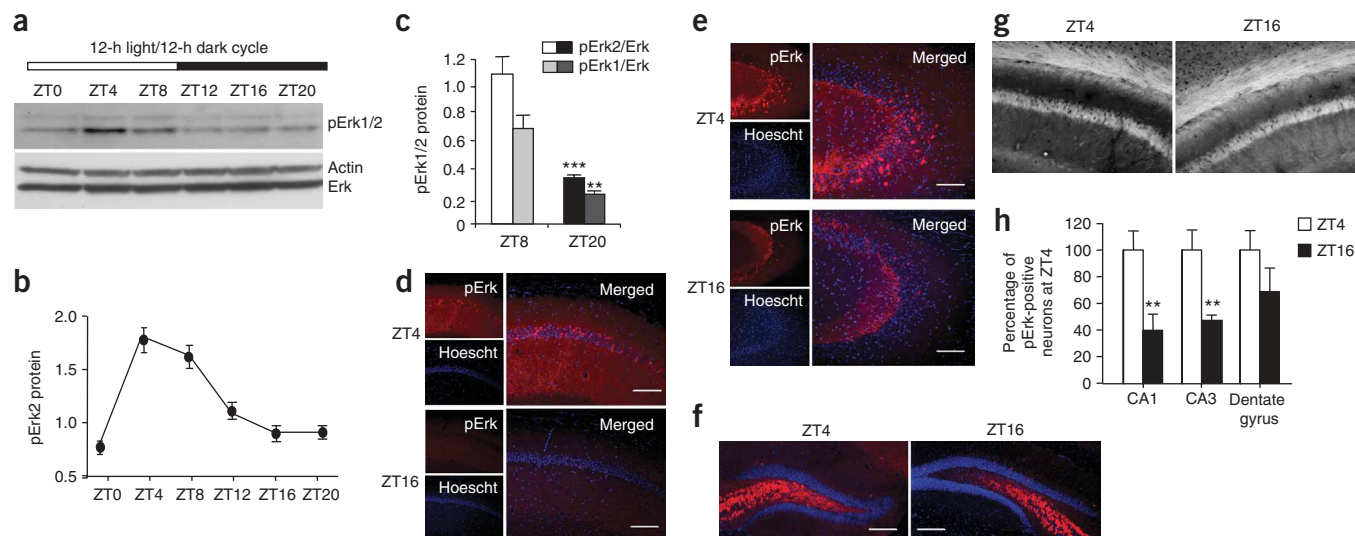 a
12-h light/12-h dark cycle
ZT0 ZT4 ZT8 ZT12 ZT16 ZT20
pErk1/2
Actin
Erk
b
pErk2 protein
2.0
1.5
1.0
0.5
ZT0 ZT4 ZT8 ZT12 ZT16 ZT20
c
pErk2/Erk
pErk1/Erk
pErk1/2 protein
1.2
1.0
0.8
0.6
0.4
0.2
0
***
**
ZT8 ZT20
d
ZT4
pErk
Hoescht
Merged
ZT16
pErk
Hoescht
Merged
e
ZT4
pErk
Hoescht
Merged
ZT16
pErk
Hoescht
Merged
f
ZT4 ZT16
g
ZT4 ZT16
h
ZT4
ZT16
Percentage of
pErk-positive
neurons at ZT4
120
100
80
60
40
20
0
**
**
CA1 CA3 Dentate
gyrus